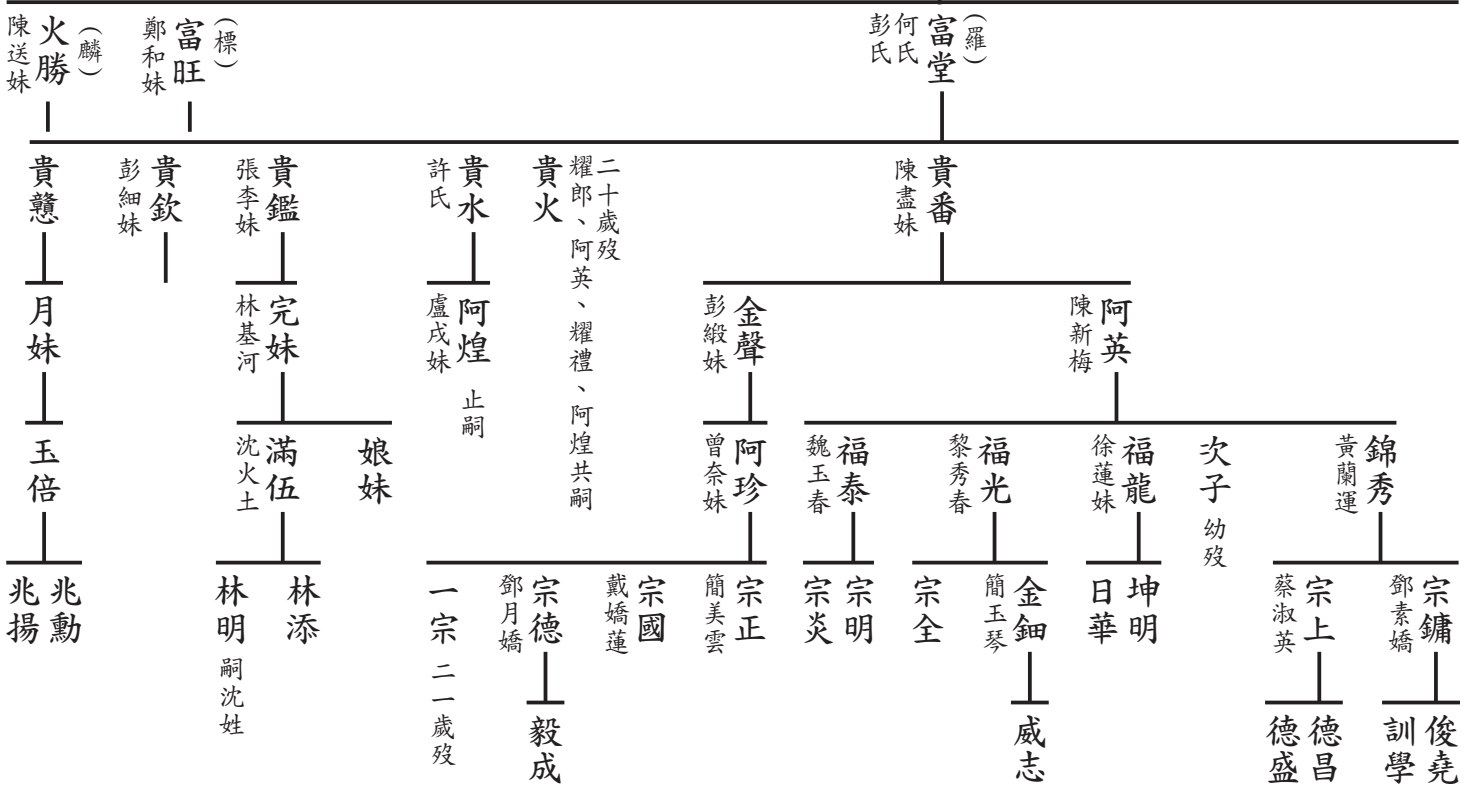 （羅）
富堂
何氏
彭氏
（標）
富旺
鄭和妹
（麟）
火勝
陳送妹
貴番
陳盡妹
二十歲歿
耀郎、阿英、耀禮、阿煌共嗣
貴火
貴水
許氏
貴鑑
張李妹
貴欽
彭細妹
貴戇
阿英
陳新梅
金聲
彭緞妹
阿煌 止嗣
盧戌妹
完妹
林基河
月妹
錦秀
黃蘭運
次子 幼歿
福龍
徐蓮妹
福光
黎秀春
福泰
魏玉春
阿珍
曾奈妹
娘妹
滿伍
沈火土
玉倍
宗鏞
鄧素嬌
宗上
蔡淑英
坤明
日華
金鈿
簡玉琴
宗全
宗明
宗炎
宗正
簡美雲
宗國
戴嬌蓮
宗德
鄧月嬌
一宗 二一歲歿
林添
林明 嗣沈姓
兆勳
兆揚
俊堯
訓學
德昌
德盛
威志
毅成